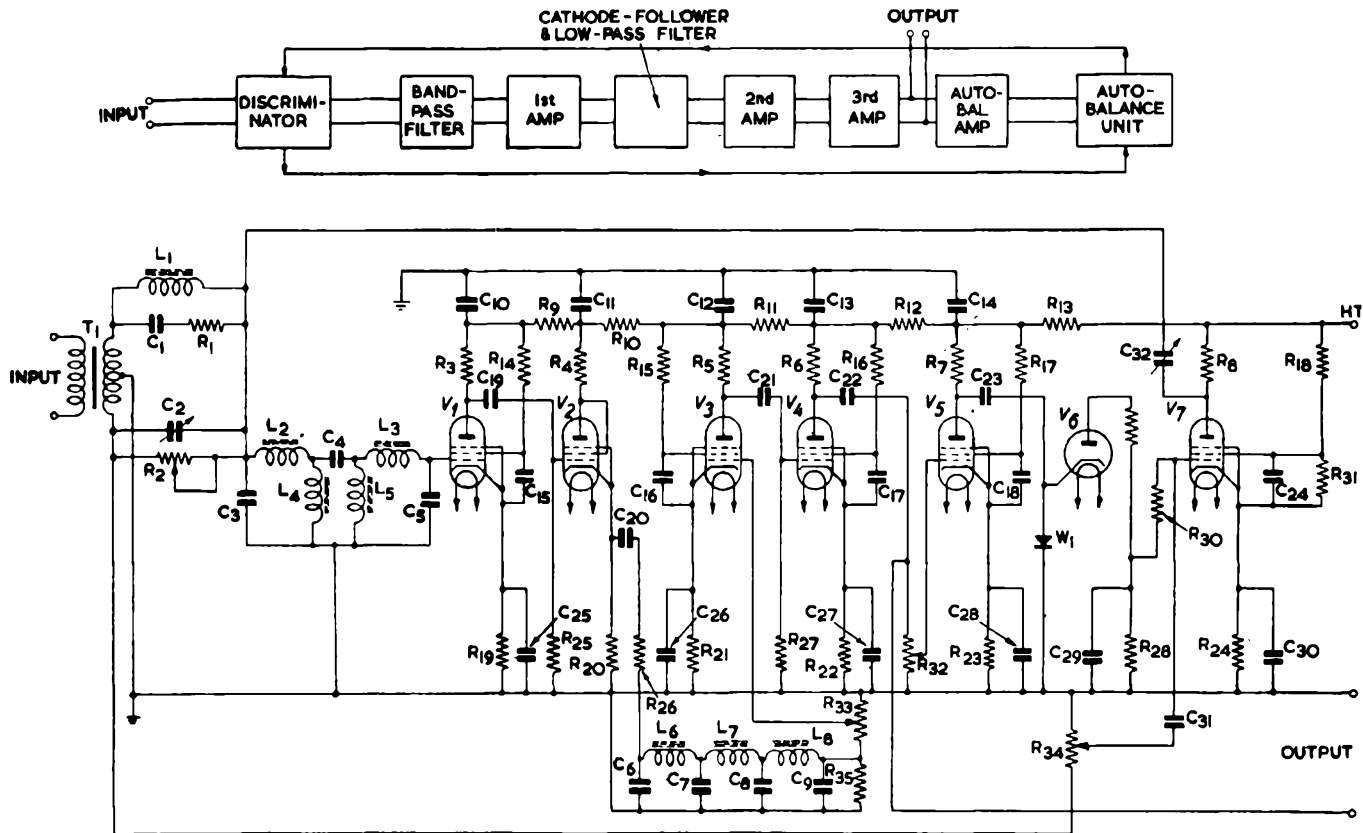 CATHODE-FOLLOWER
& LOW-PASS FILTER
OUTPUT
INPUT
DISCRIMI-
NATOR
BAND-
PASS
FILTER
1st
AMP
2nd
AMP
3rd
AMP
AUTO-
BAL
AMP
AUTO-
BALANCE
UNIT
L1
T1
C1
R1
INPUT
C2
R2
L2
C4
L3
L4
L5
C3
C5
C10
R9
C11
R10
C12
R11
C13
R12
C14
R13
HT
R3
R14
R4
R15
R5
R6
R16
R7
R17
C32
R8
R18
C19
C21
C22
C23
V1
V2
V3
V4
V5
V6
V7
C15
C16
C17
C18
C24
R31
C20
W1
R30
C25
C26
C27
C28
R19
R25
R20
R21
R27
R22
R32
R23
C29
R28
R24
C30
R26
R33
C31
L6
L7
L8
R34
OUTPUT
C6
C7
C8
C9
R35